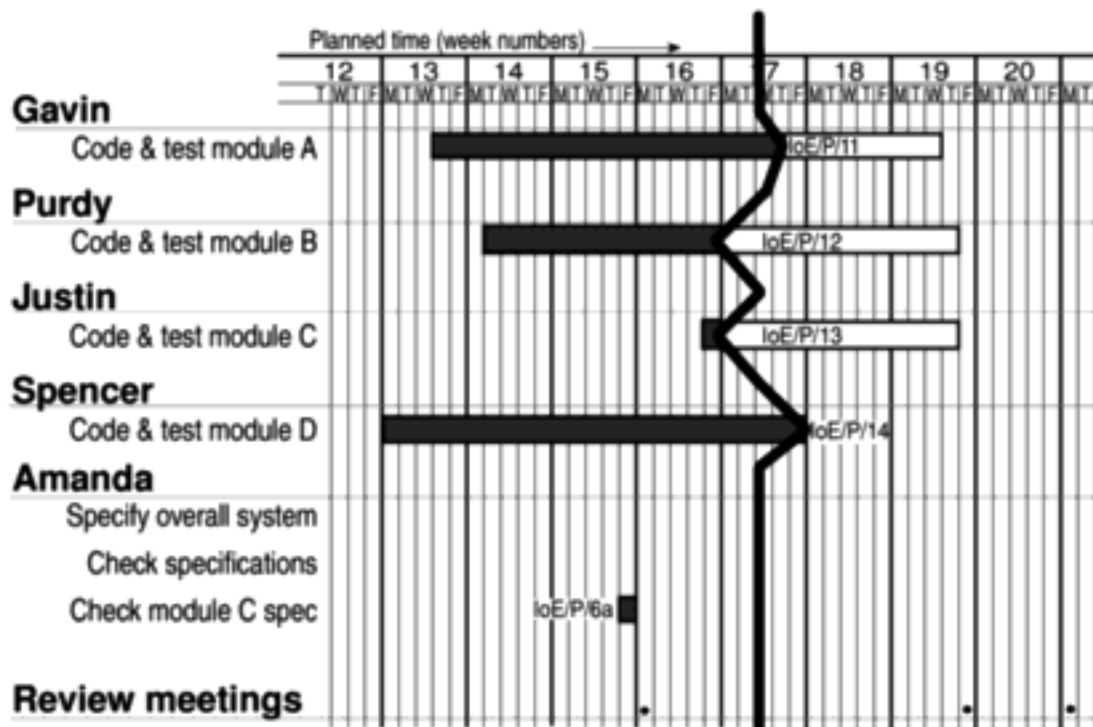 Planned time (week numbers)
12 13 14 15 16 17 18 19 20
T W T F M T W T F M T W T F M T W T F M T W T F M T W T F M T W T F M T W T F M T W T F M T
Gavin
Code & test module A IoE/P/11
Purdy
Code & test module B IoE/P/12
Justin
Code & test module C IoE/P/13
Spencer
Code & test module D IoE/P/14
Amanda
Specify overall system
Check specifications
Check module C spec IoE/P/6a
Review meetings